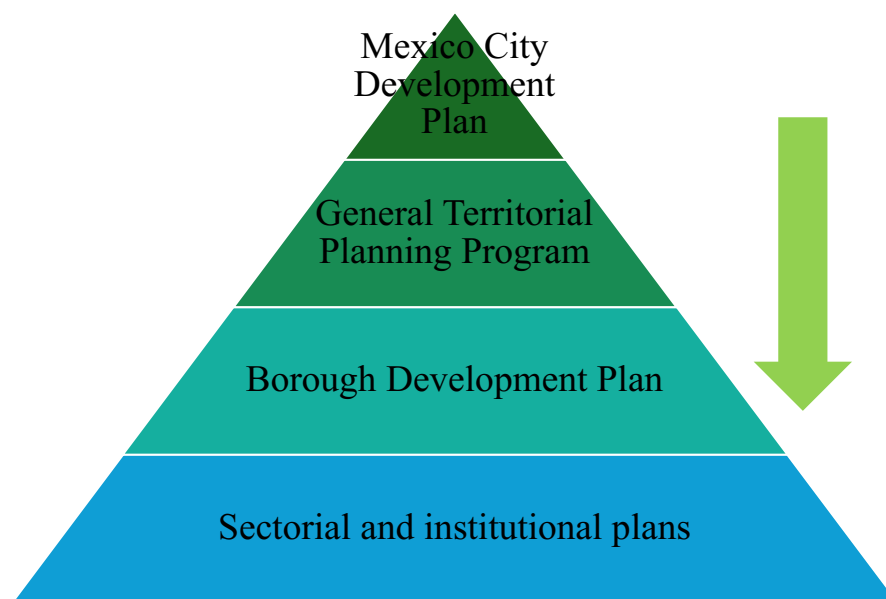 Mexico City
Development
Plan
General Territorial
Planning Program
Borough Development Plan
Sectorial and institutional plans